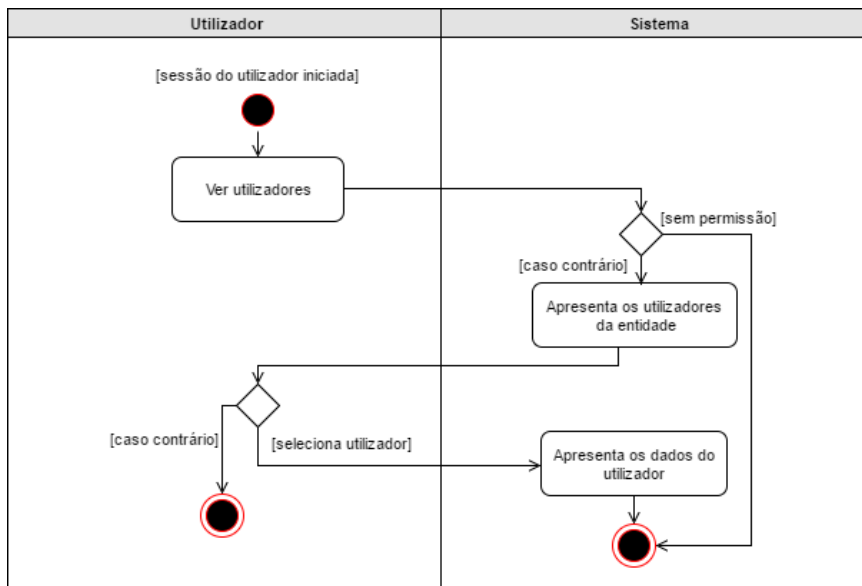 Utilizador
Sistema
[sessão do utilizador iniciada]
Ver utilizadores
[sem permissão]
[caso contrário]
Apresenta os utilizadores
da entidade
[caso contrário]
[seleciona utilizador]
Apresenta os dados do
utilizador